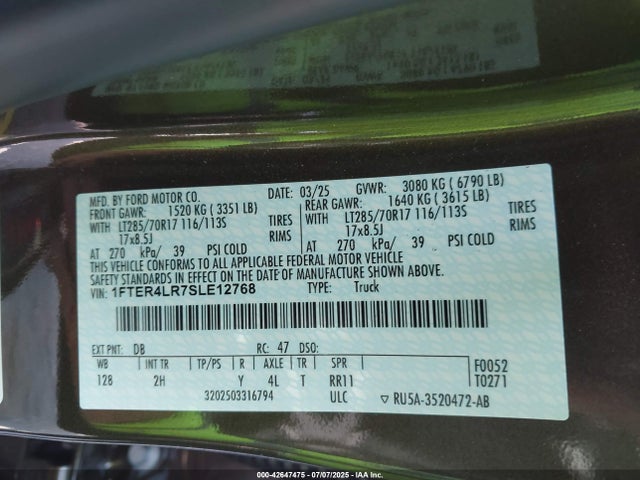 MFD. BY FORD MOTOR CO.
DATE: 03/25 GVWR: 3080 KG ( 6790 LB)
FRONT GAWR: 1520 KG ( 3351 LB) REAR GAWR: 1640 KG ( 3615 LB)
WITH LT285/70R17 116/113S TIRES WITH LT285/70R17 116/113S TIRES
17x8.5J RIMS 17x8.5J RIMS
AT 270 kPa/ 39 PSI COLD AT 270 kPa/ 39 PSI COLD
THIS VEHICLE CONFORMS TO ALL APPLICABLE FEDERAL MOTOR VEHICLE
SAFETY STANDARDS IN EFFECT ON THE DATE OF MANUFACTURE SHOWN ABOVE.
VIN: 1FTER4LR7SLE12768 TYPE: Truck
EXT PNT: DB RC: 47 DSO:
WB INT TR TP/PS R AXLE TR SPR F0052
128 2H Y 4L T RR11 T0271
3202503316794 ULC ▽ RU5A-3520472-AB
000-42647475 - 07/07/2025 - IAA Inc.